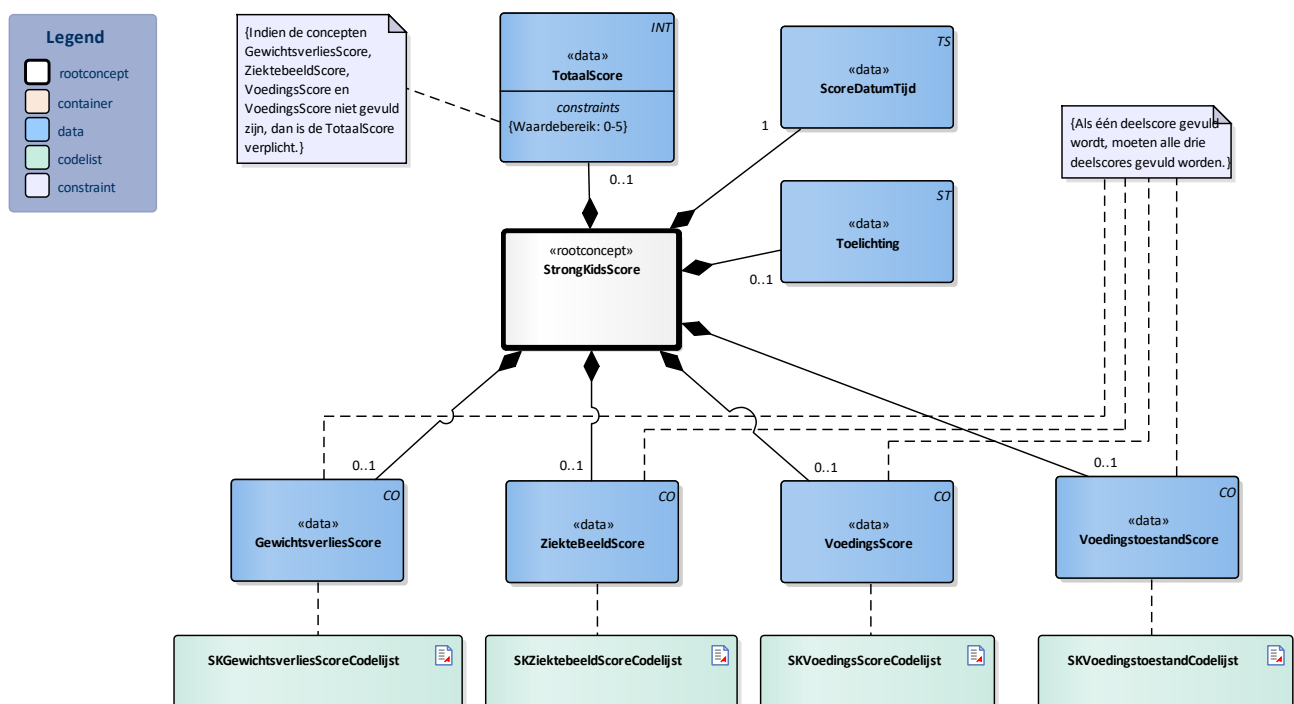 Legend
rootconcept
container
data
codelist
constraint
{Indien de concepten
GewichtsverliesScore,
ZiektebeeldScore,
VoedingsScore en
VoedingsScore niet gevuld
zijn, dan is de TotaalScore
verplicht.}
INT
«data»
TotaalScore
constraints
{Waardebereik: 0-5}
TS
«data»
ScoreDatumTijd
{Als één deelscore gevuld
wordt, moeten alle drie
deelscores gevuld worden.}
1
0..1
ST
«data»
Toelichting
0..1
«rootconcept»
StrongKidsScore
0..1
0..1
0..1
0..1
CO
«data»
GewichtsverliesScore
CO
«data»
ZiekteBeeldScore
CO
«data»
VoedingsScore
CO
«data»
VoedingstoestandScore
SKGewichtsverliesScoreCodelijst
SKZiektebeeldScoreCodelijst
SKVoedingsScoreCodelijst
SKVoedingstoestandCodelijst